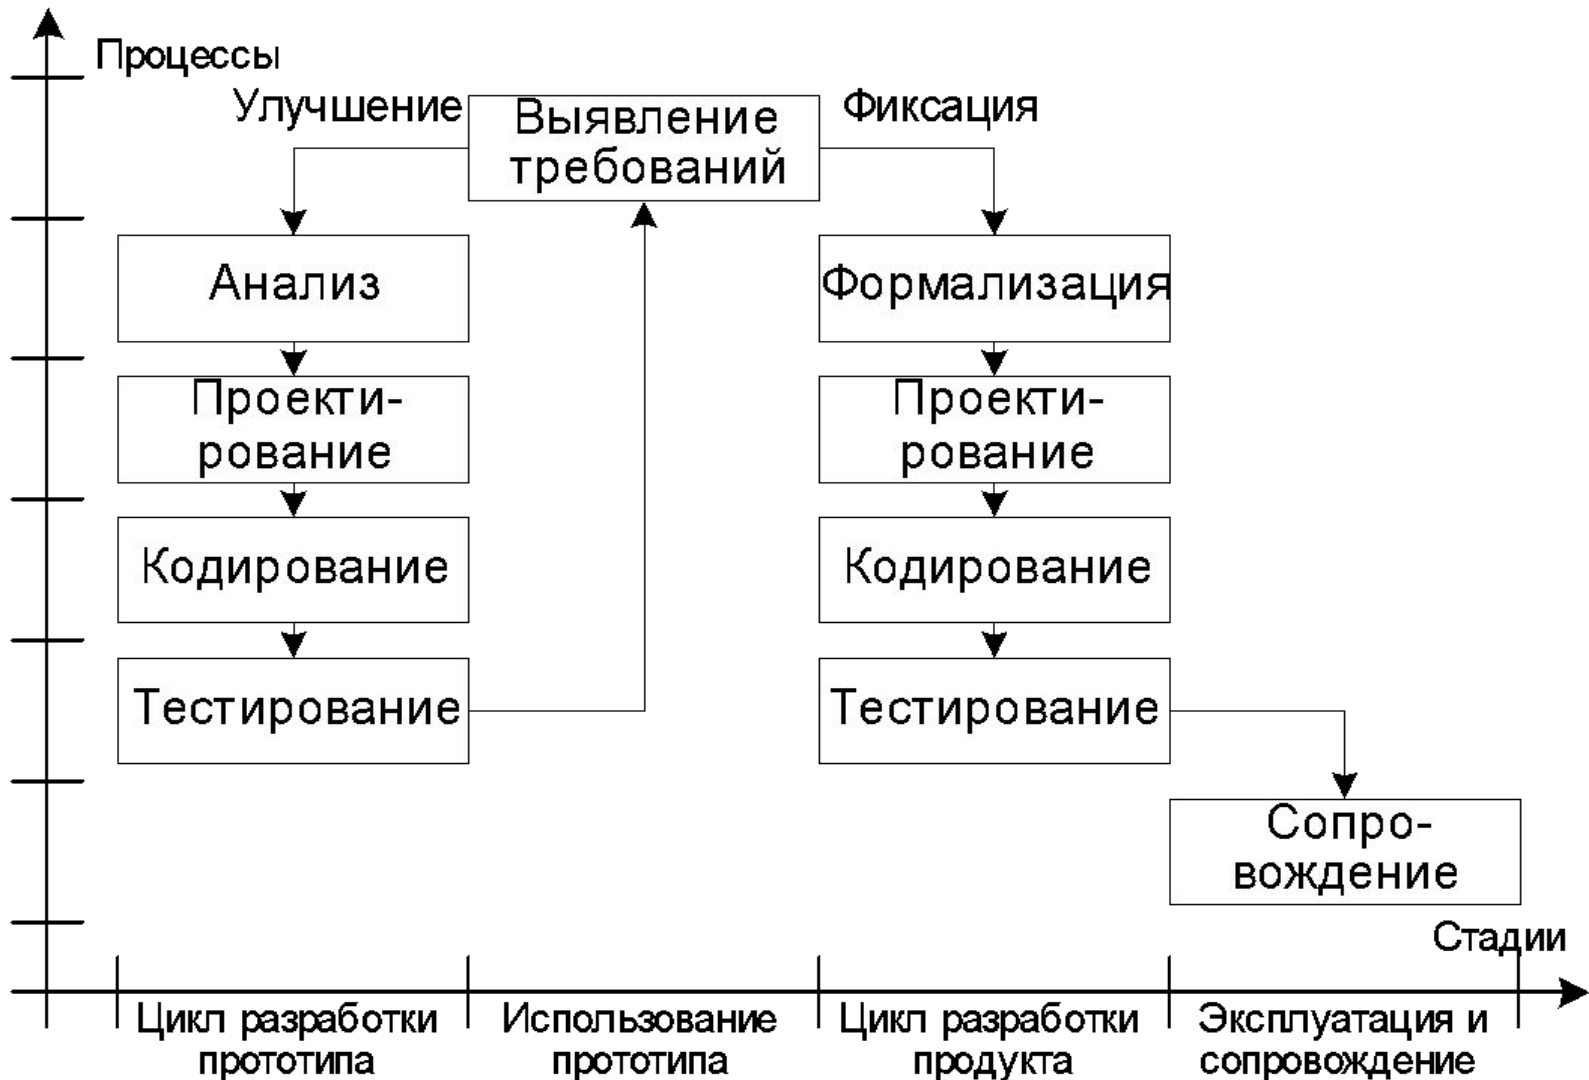 Процессы
Улучшение
Выявление
требований
Фиксация
Анализ
Формализация
Проекти-
рование
Проекти-
рование
Кодирование
Кодирование
Тестирование
Тестирование
Сопро-
вождение
Стадии
Цикл разработки
прототипа
Использование
прототипа
Цикл разработки
продукта
Эксплуатация и
сопровождение